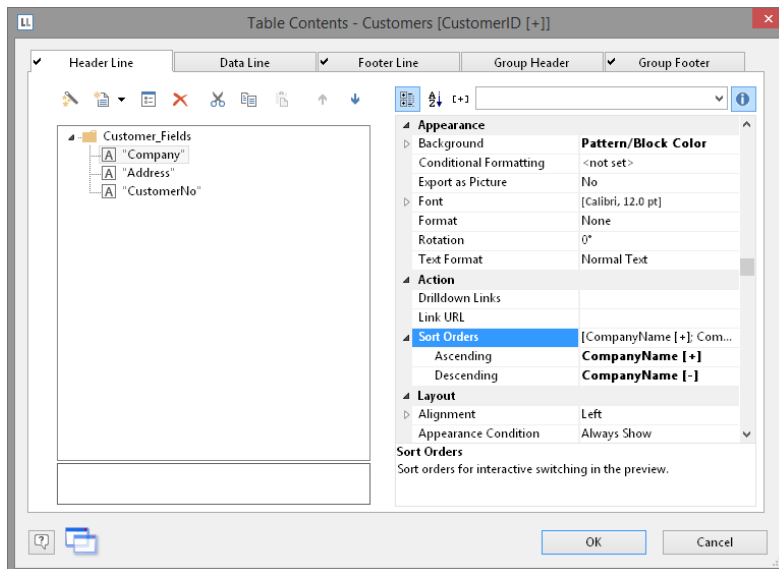 LL
Table Contents - Customers [CustomerID [+]]
Header Line
Data Line
Footer Line
Group Header
Group Footer
[+]
Customer_Fields
A "Company"
A "Address"
A "CustomerNo"
Appearance
Background Pattern/Block Color
Conditional Formatting <not set>
Export as Picture No
Font [Calibri, 12.0 pt]
Format None
Rotation 0°
Text Format Normal Text
Action
Drilldown Links
Link URL
Sort Orders [CompanyName [+]; Com...
Ascending CompanyName [+]
Descending CompanyName [-]
Layout
Alignment Left
Appearance Condition Always Show
Sort Orders
Sort orders for interactive switching in the preview.
OK
Cancel